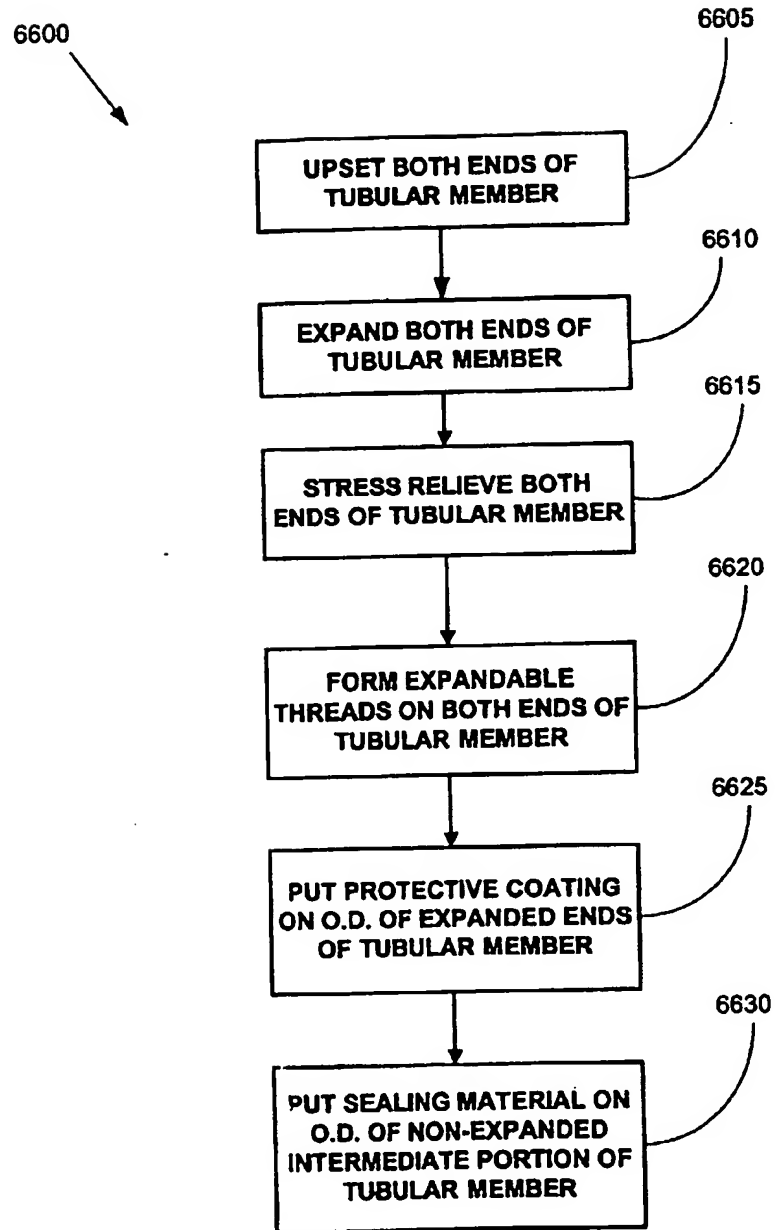 6600
6605
UPSET BOTH ENDS OF
TUBULAR MEMBER
6610
EXPAND BOTH ENDS OF
TUBULAR MEMBER
6615
STRESS RELIEVE BOTH
ENDS OF TUBULAR MEMBER
6620
FORM EXPANDABLE
THREADS ON BOTH ENDS OF
TUBULAR MEMBER
6625
PUT PROTECTIVE COATING
ON O.D. OF EXPANDED ENDS
OF TUBULAR MEMBER
6630
PUT SEALING MATERIAL ON
O.D. OF NON-EXPANDED
INTERMEDIATE PORTION OF
TUBULAR MEMBER